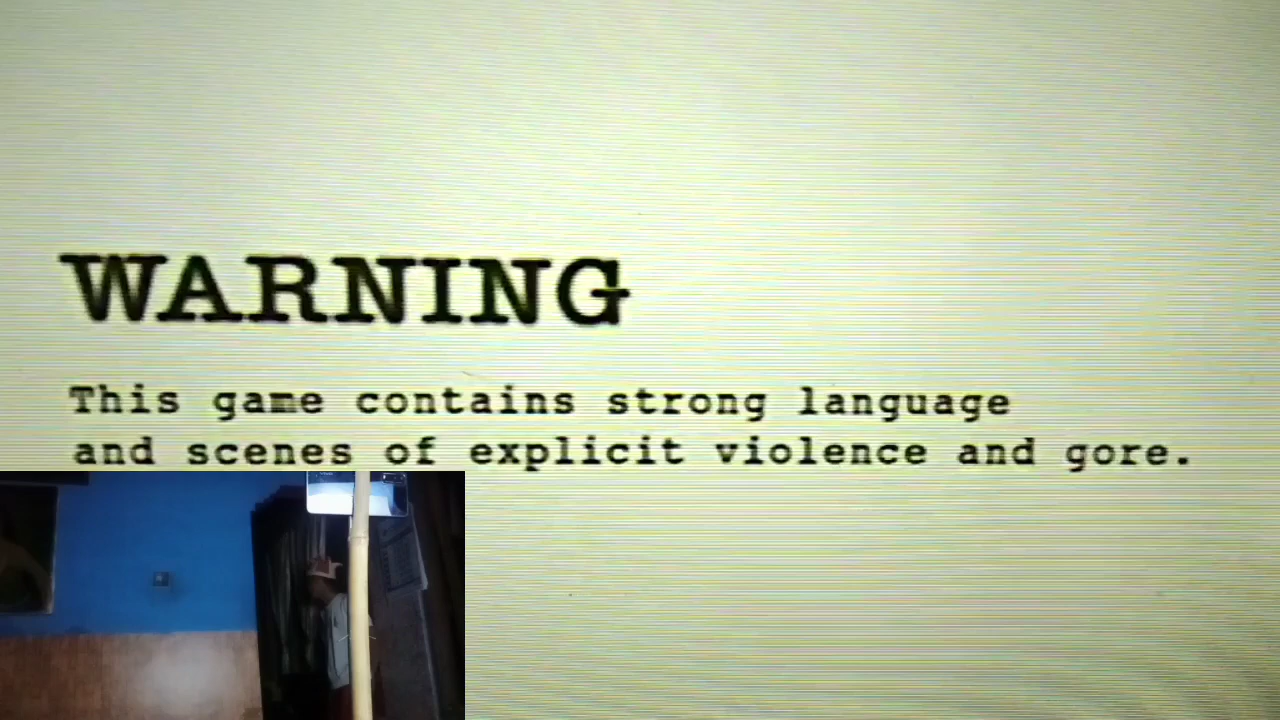 WARNING
This game contains strong language
and scenes of explicit violence and gore.